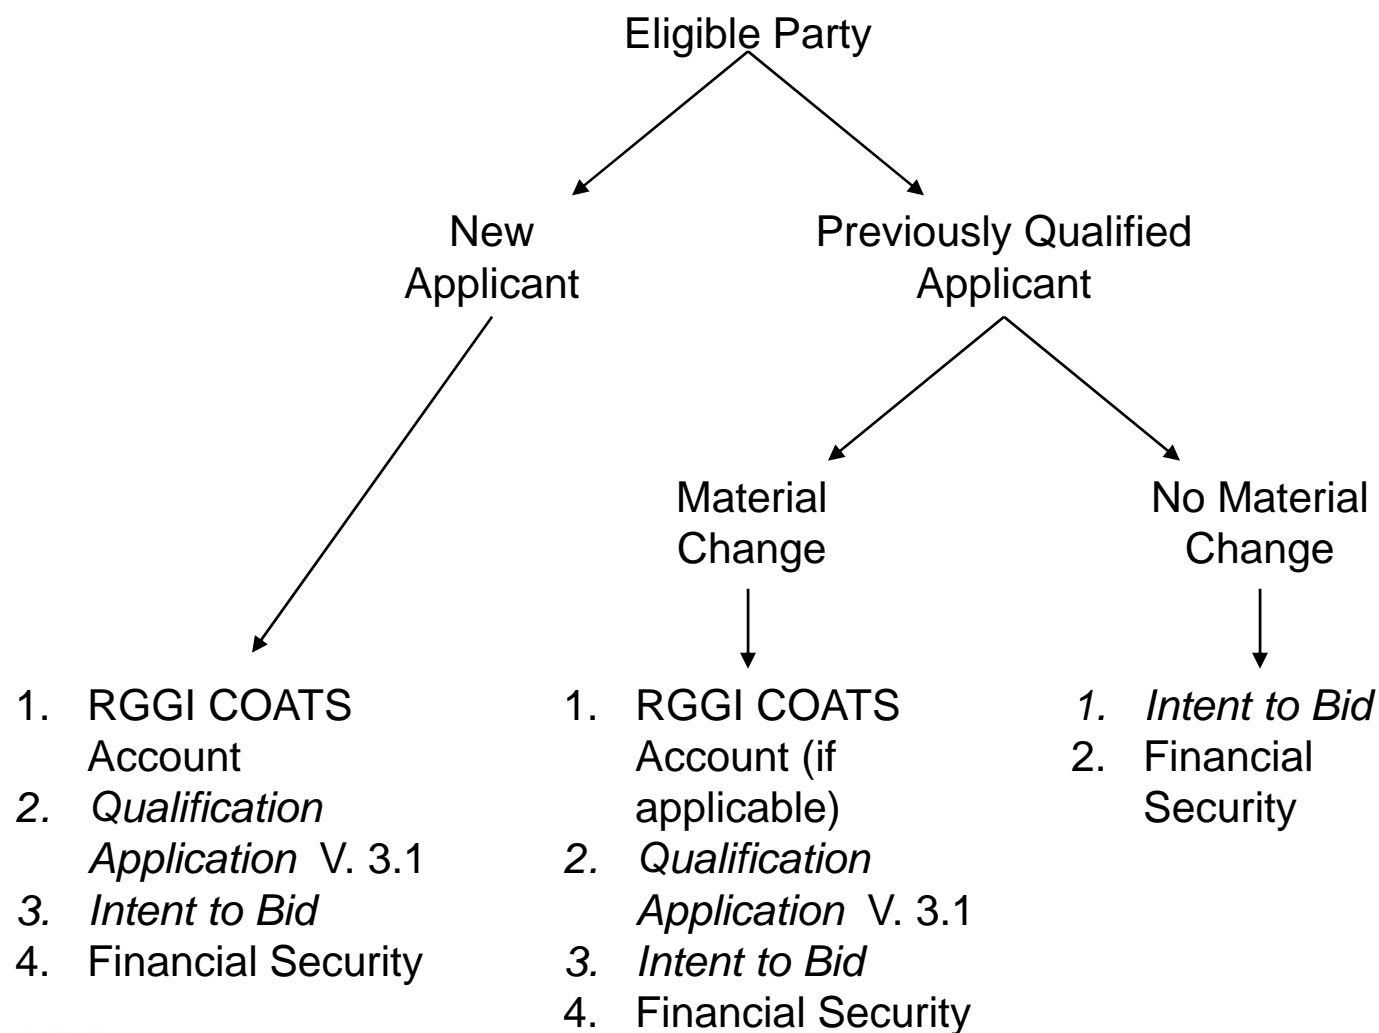 Eligible Party
New
Applicant
Previously Qualified
Applicant
Material
Change
No Material
Change
1. RGGI COATS
Account
2. Qualification
Application V. 3.1
3. Intent to Bid
4. Financial Security
1. RGGI COATS
Account (if
applicable)
2. Qualification
Application V. 3.1
3. Intent to Bid
4. Financial Security
1. Intent to Bid
2. Financial
Security